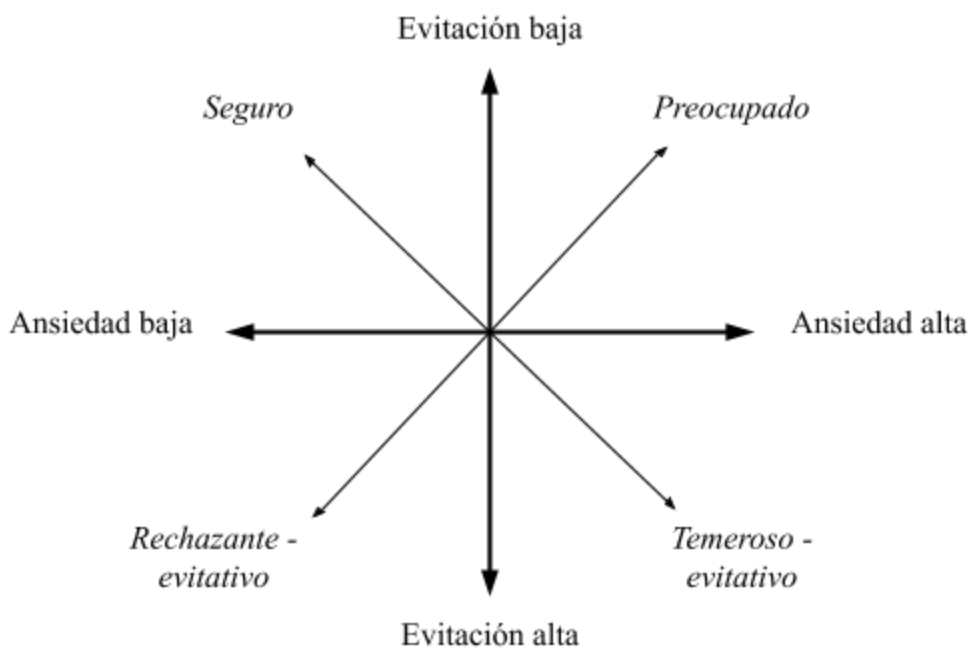 Evitación baja
Seguro
Preocupado
Ansiedad baja
Ansiedad alta
Rechazante -
evitativo
Temeroso -
evitativo
Evitación alta